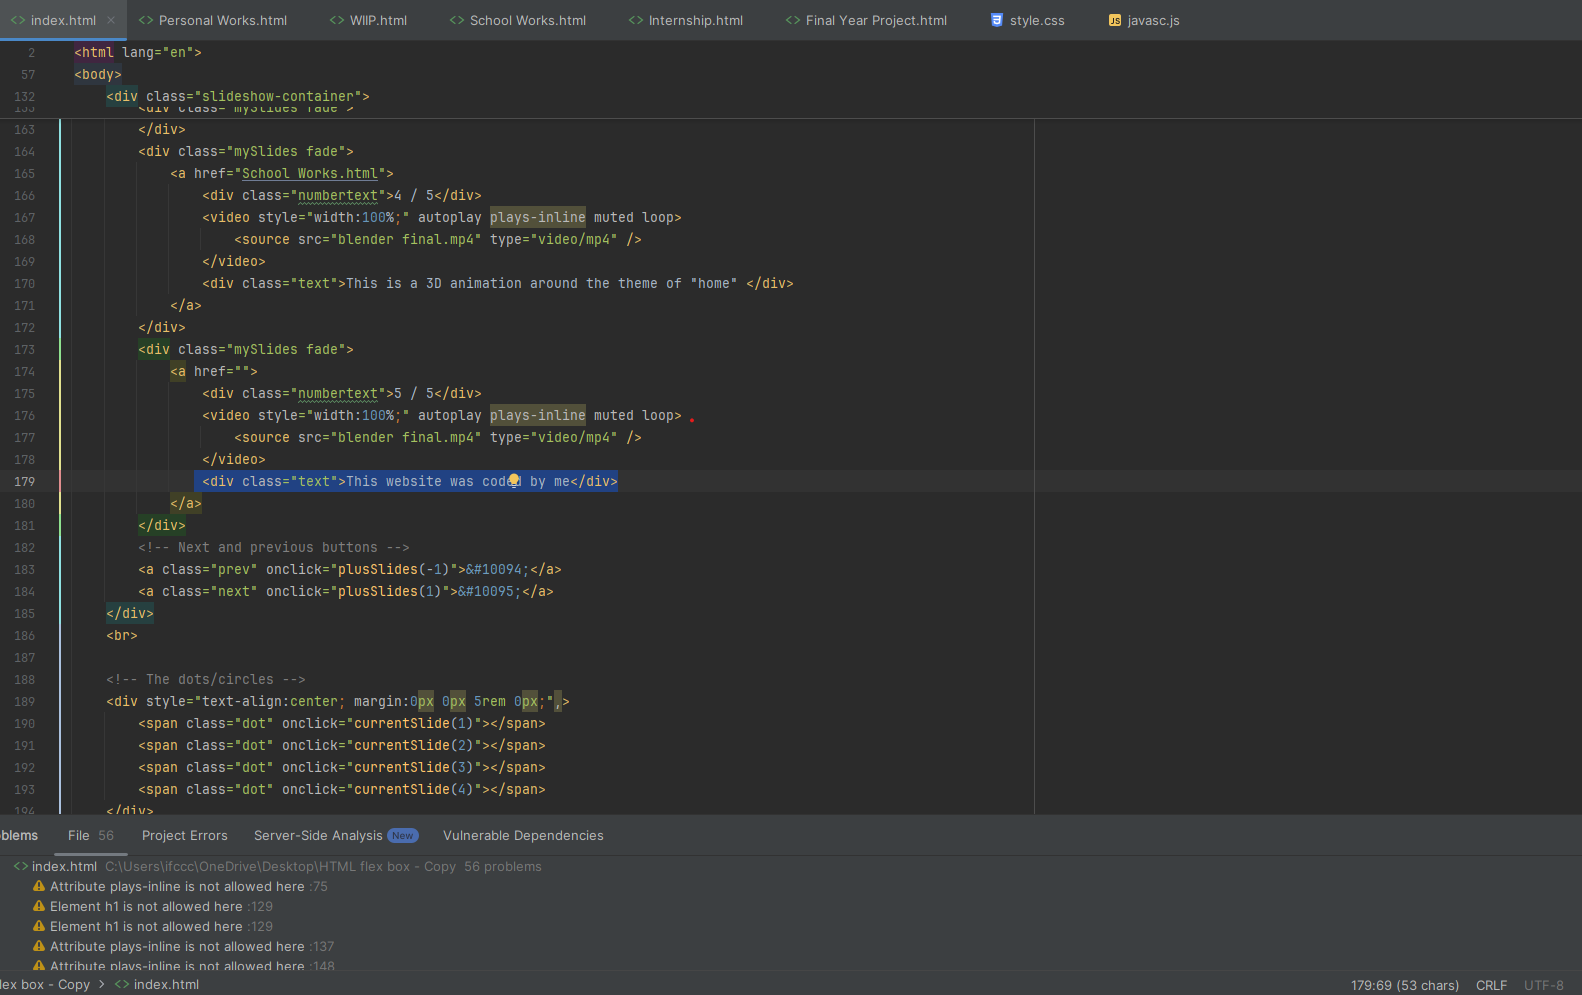 index.html Personal Works.html WIIP.html School Works.html Internship.html Final Year Project.html style.css JS javasc.js
2 <html lang="en">
57 <body>
132 <div class="slideshow-container">
133 <div class="mySlides fade">
163 </div>
164 <div class="mySlides fade">
165 <a href="School Works.html">
166 <div class="numbertext">4 / 5</div>
167 <video style="width:100%;" autoplay plays-inline muted loop>
168 <source src="blender final.mp4" type="video/mp4" />
169 </video>
170 <div class="text">This is a 3D animation around the theme of "home" </div>
171 </a>
172 </div>
173 <div class="mySlides fade">
174 <a href="">
175 <div class="numbertext">5 / 5</div>
176 <video style="width:100%;" autoplay plays-inline muted loop>
177 <source src="blender final.mp4" type="video/mp4" />
178 </video>
179 <div class="text">This website was coded by me</div>
180 </a>
181 </div>
182 <!-- Next and previous buttons -->
183 <a class="prev" onclick="plusSlides(-1)">&#10094;</a>
184 <a class="next" onclick="plusSlides(1)">&#10095;</a>
185 </div>
186 <br>
187
188 <!-- The dots/circles -->
189 <div style="text-align:center; margin:0px 0px 5rem 0px;",>
190 <span class="dot" onclick="currentSlide(1)"></span>
191 <span class="dot" onclick="currentSlide(2)"></span>
192 <span class="dot" onclick="currentSlide(3)"></span>
193 <span class="dot" onclick="currentSlide(4)"></span>
194 </div>
oblems File 56 Project Errors Server-Side Analysis New Vulnerable Dependencies
index.html C:\Users\ifccc\OneDrive\Desktop\HTML flex box - Copy 56 problems
Attribute plays-inline is not allowed here :75
Element h1 is not allowed here :129
Element h1 is not allowed here :129
Attribute plays-inline is not allowed here :137
Attribute plays-inline is not allowed here :148
lex box - Copy > index.html 179:69 (53 chars) CRLF UTF-8